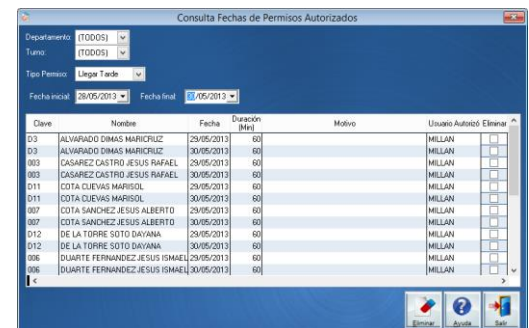 Consulta Fechas de Permisos Autorizados
Departamento: (TODOS)
Turno: (TODOS)
Tipo Permiso: Llegar Tarde
Fecha inicial: 28/05/2013 Fecha final: 30/05/2013
Clave Nombre Fecha Duración (Min) Motivo Usuario Autorizó Eliminar
D3 ALVARADO DIMAS MARICRUZ 29/05/2013 60 MILLAN
D3 ALVARADO DIMAS MARICRUZ 30/05/2013 60 MILLAN
003 CASAREZ CASTRO JESUS RAFAEL 29/05/2013 60 MILLAN
003 CASAREZ CASTRO JESUS RAFAEL 30/05/2013 60 MILLAN
D11 COTA CUEVAS MARISOL 29/05/2013 60 MILLAN
D11 COTA CUEVAS MARISOL 30/05/2013 60 MILLAN
007 COTA SANCHEZ JESUS ALBERTO 29/05/2013 60 MILLAN
007 COTA SANCHEZ JESUS ALBERTO 30/05/2013 60 MILLAN
D12 DE LA TORRE SOTO DAYANA 29/05/2013 60 MILLAN
D12 DE LA TORRE SOTO DAYANA 30/05/2013 60 MILLAN
006 DUARTE FERNANDEZ JESUS ISMAEL 29/05/2013 60 MILLAN
006 DUARTE FERNANDEZ JESUS ISMAEL 30/05/2013 60 MILLAN
Eliminar Ayuda Salir